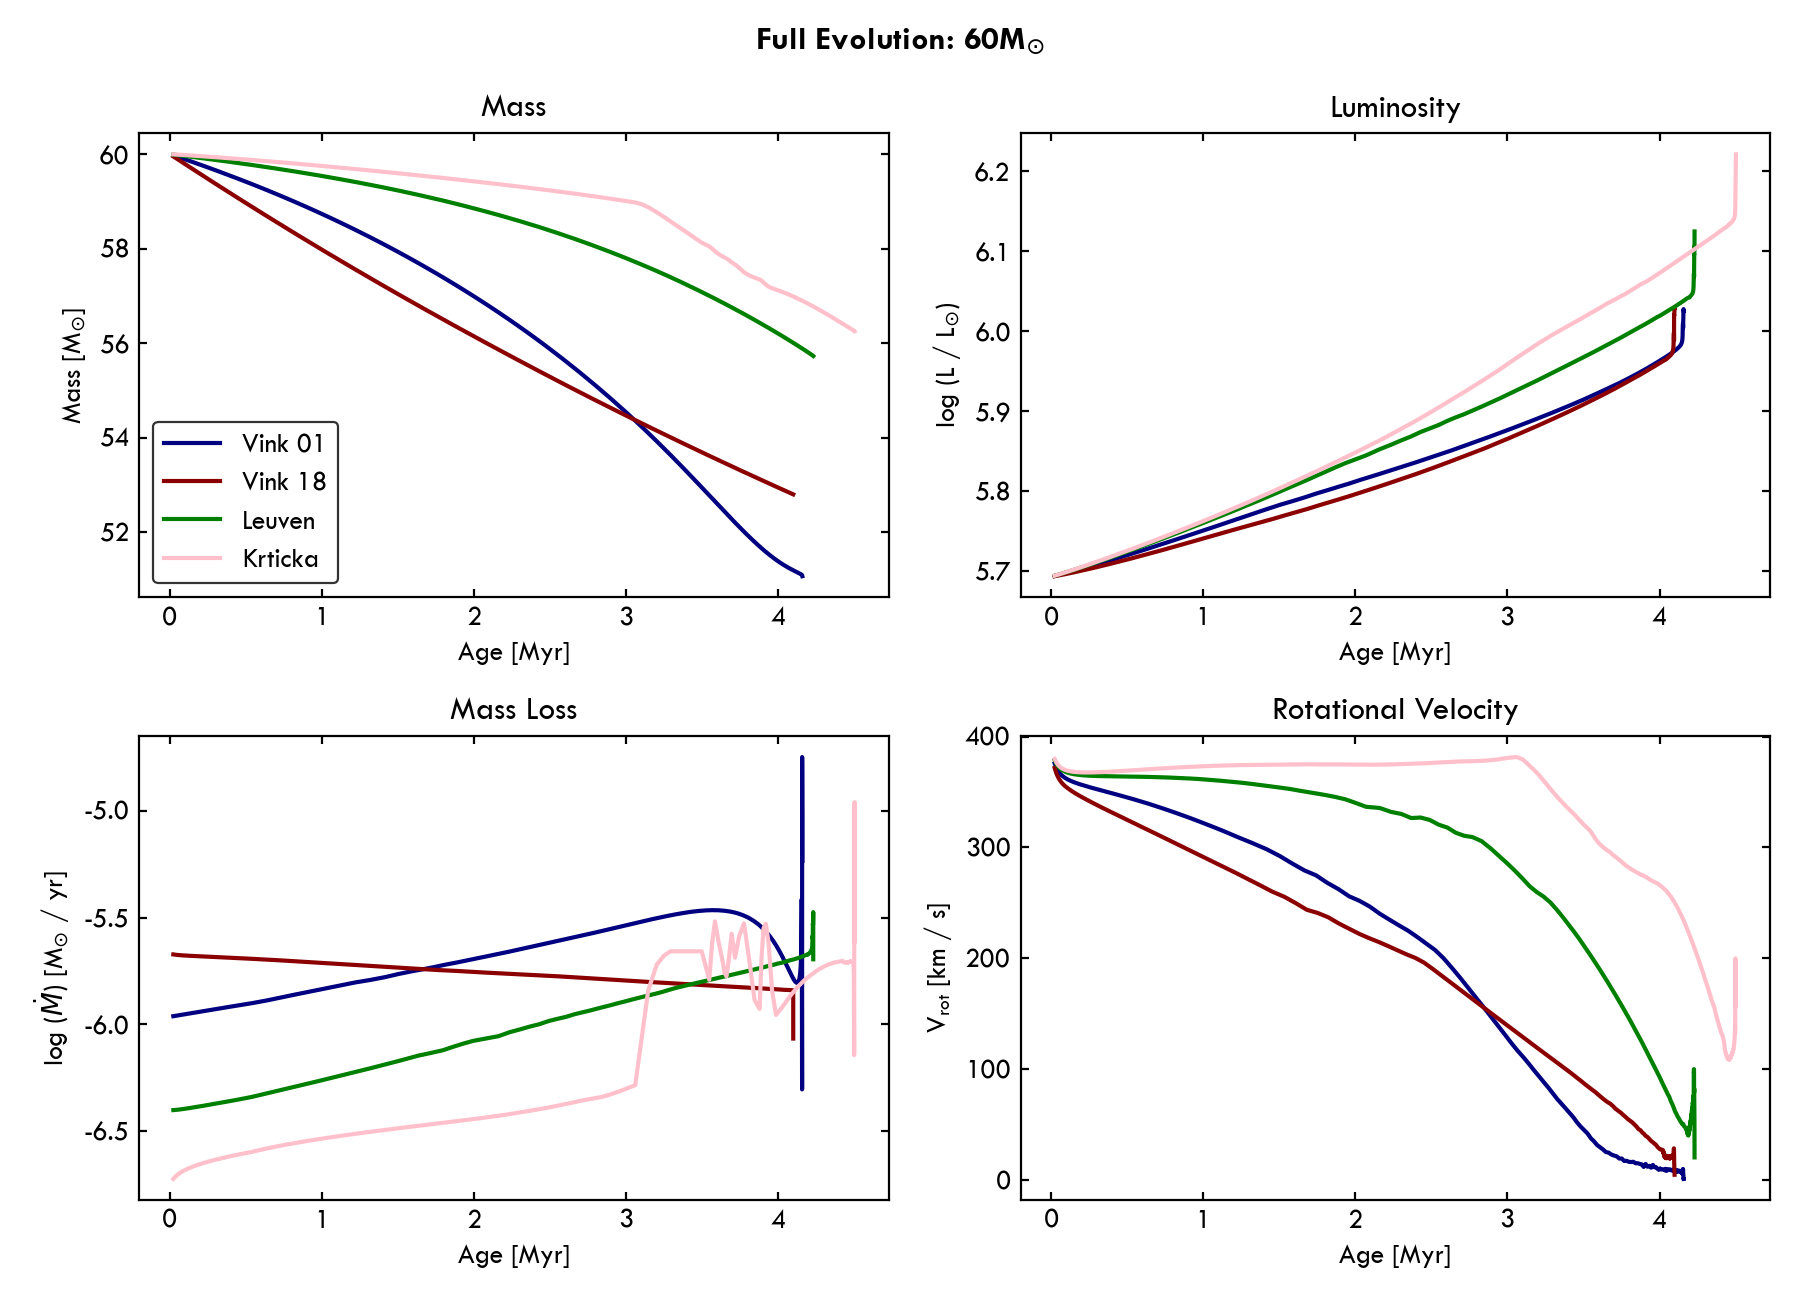 Full Evolution: 60M⊙
Mass
Mass [M⊙]
60
58
56
54
52
Vink 01
Vink 18
Leuven
Krticka
0 1 2 3 4
Age [Myr]
Luminosity
log (L / L⊙)
6.2
6.1
6.0
5.9
5.8
5.7
0 1 2 3 4
Age [Myr]
Mass Loss
log (Ṁ) [M⊙ / yr]
-5.0
-5.5
-6.0
-6.5
0 1 2 3 4
Age [Myr]
Rotational Velocity
Vrot [km / s]
400
300
200
100
0
0 1 2 3 4
Age [Myr]